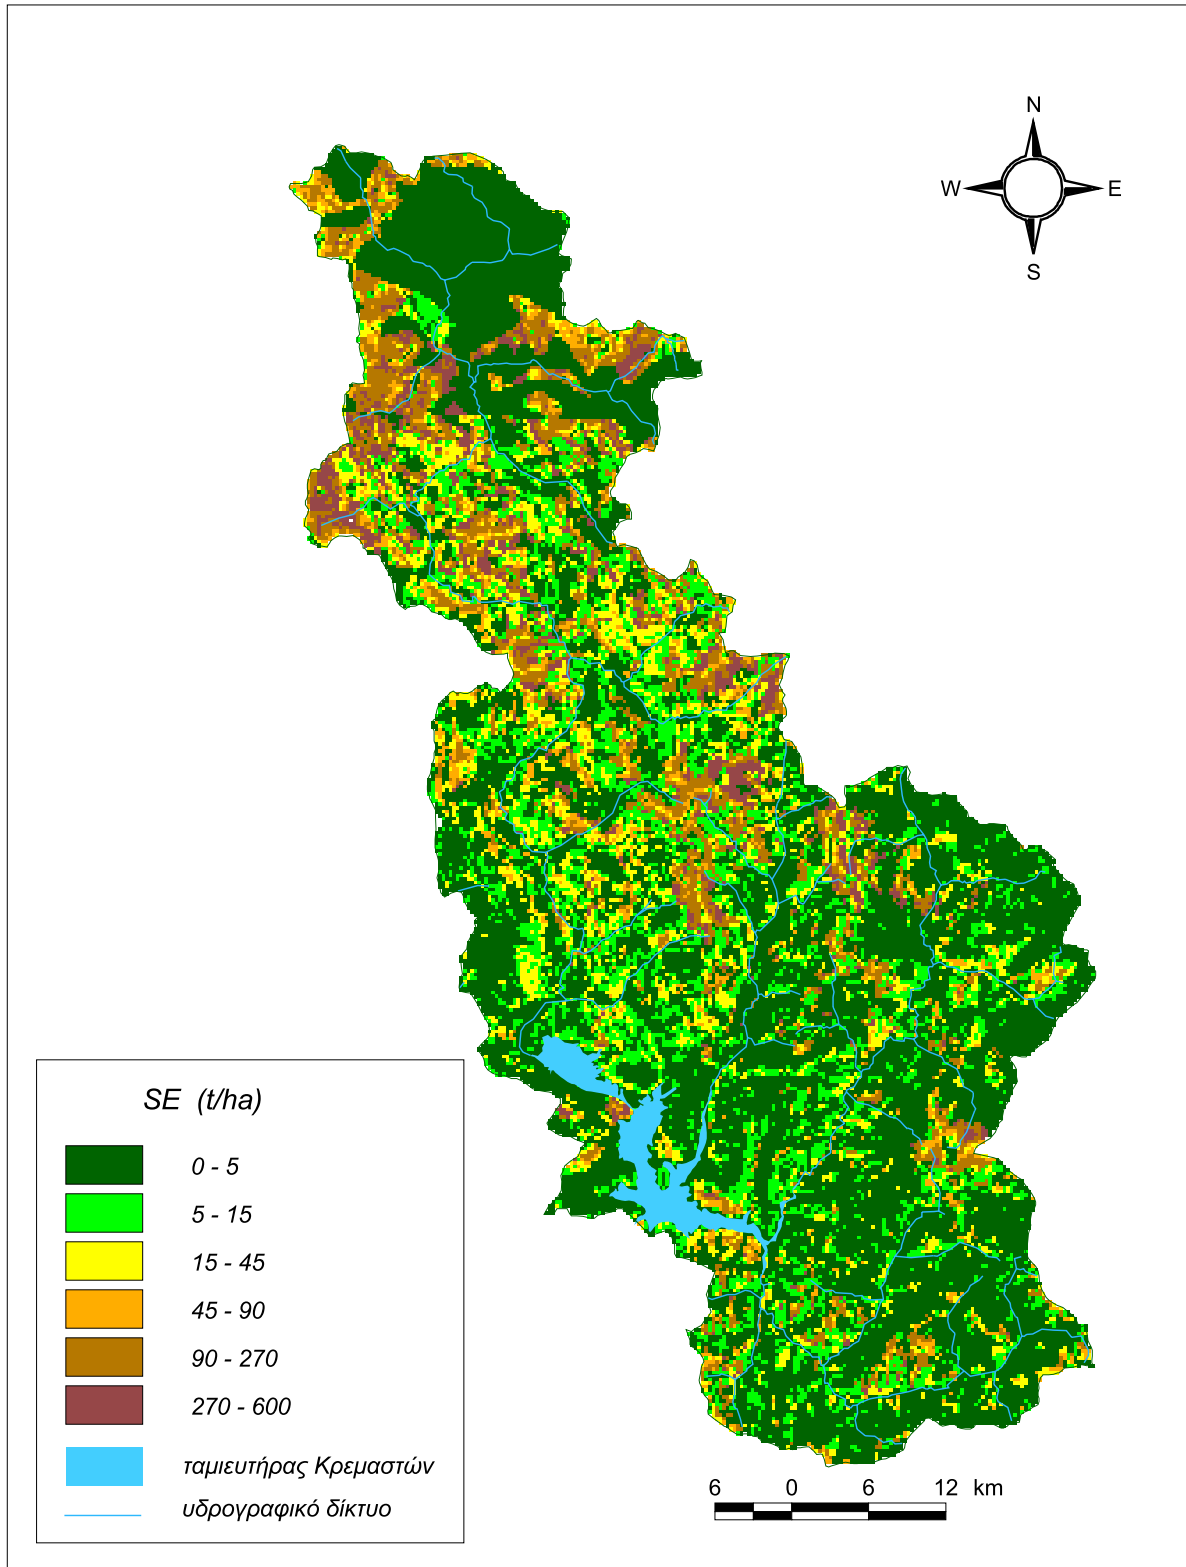 N
W E
S
SE (t/ha)
0 - 5
5 - 15
15 - 45
45 - 90
90 - 270
270 - 600
ταμιευτήρας Κρεμαστών
υδρογραφικό δίκτυο
6 0 6 12 km